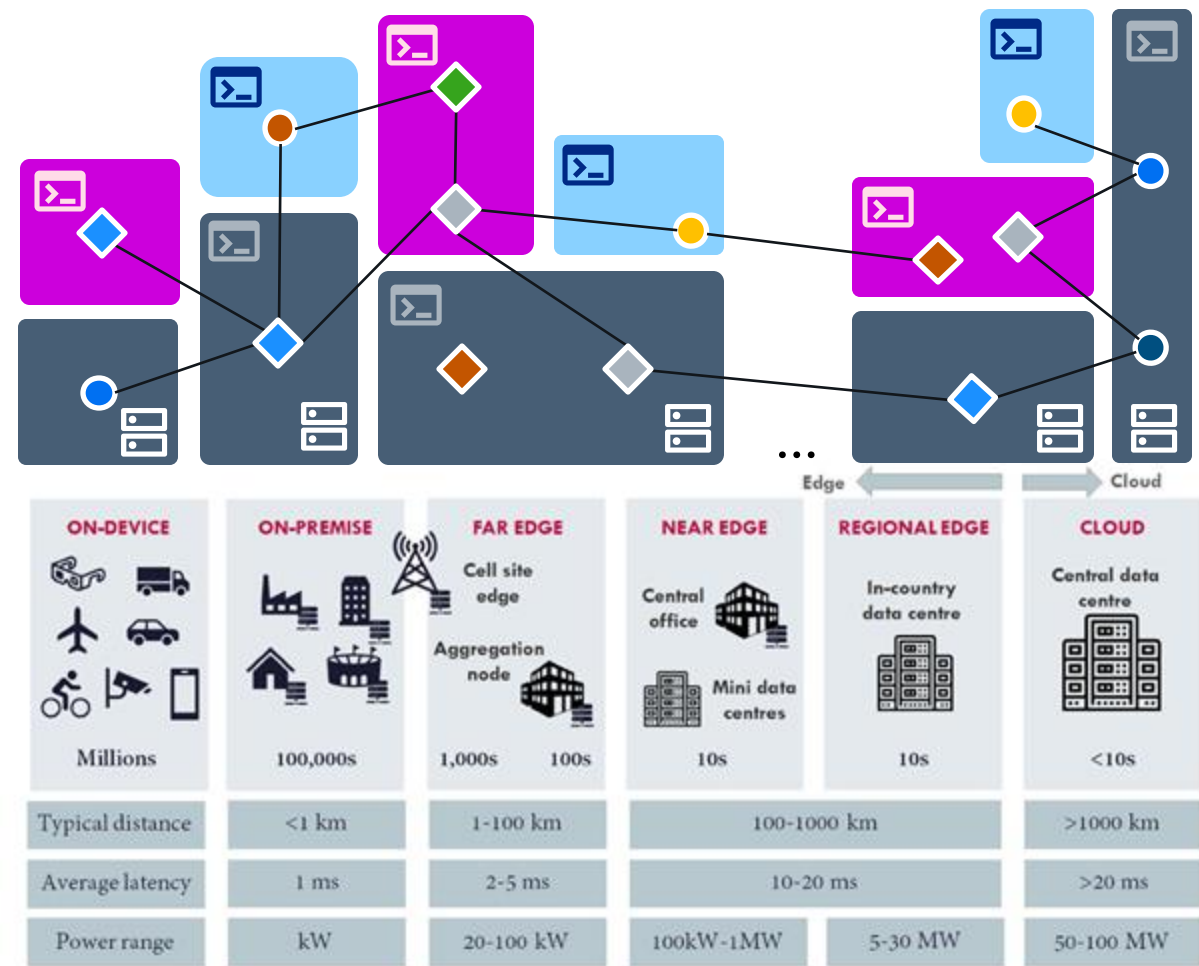 ...
Edge
Cloud
ON-DEVICE
ON-PREMISE
FAR EDGE
NEAR EDGE
REGIONAL EDGE
CLOUD
Cell site
edge
Aggregation
node
Central
office
Mini data
centres
In-country
data centre
Central data
centre
Millions
100,000s
1,000s
100s
10s
10s
<10s
Typical distance
<1 km
1-100 km
100-1000 km
>1000 km
Average latency
1 ms
2-5 ms
10-20 ms
>20 ms
Power range
kW
20-100 kW
100kW-1MW
5-30 MW
50-100 MW